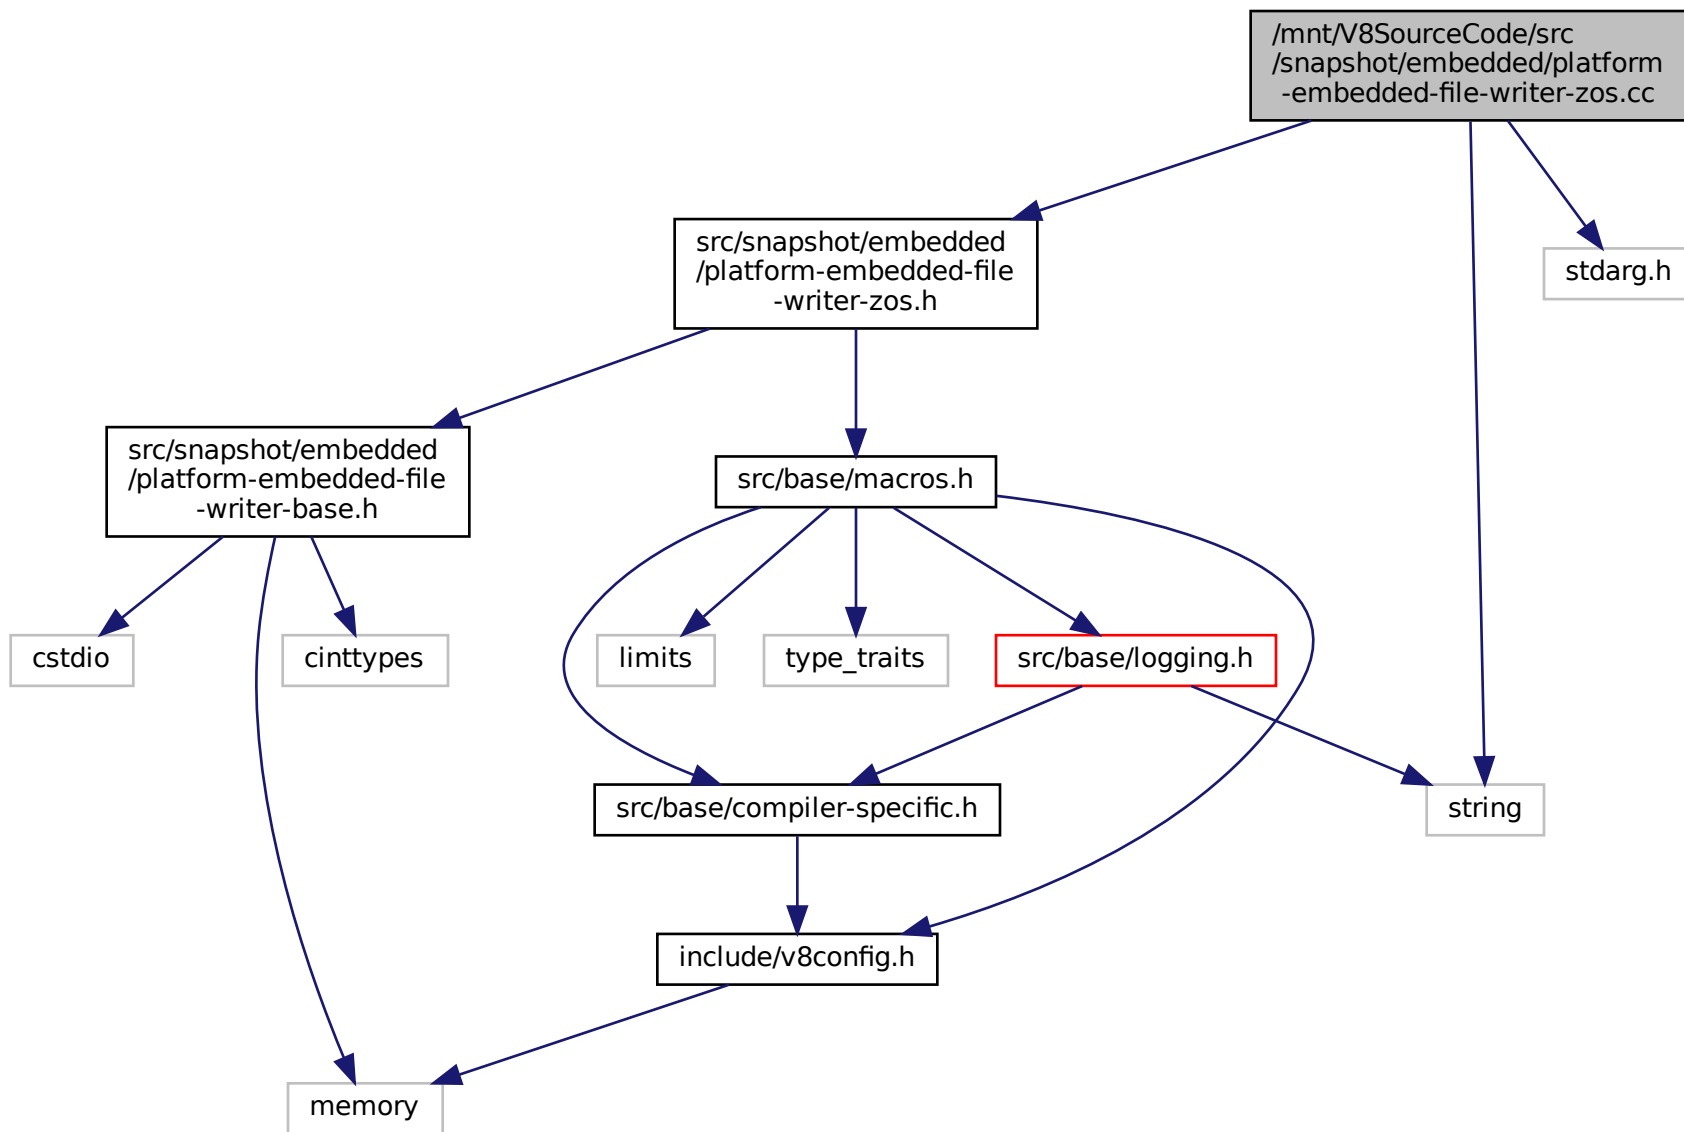 /mnt/V8SourceCode/src
/snapshot/embedded/platform
-embedded-file-writer-zos.cc
src/snapshot/embedded
/platform-embedded-file
-writer-zos.h
stdarg.h
src/snapshot/embedded
/platform-embedded-file
-writer-base.h
src/base/macros.h
cstdio
cinttypes
limits
type_traits
src/base/logging.h
src/base/compiler-specific.h
string
include/v8config.h
memory